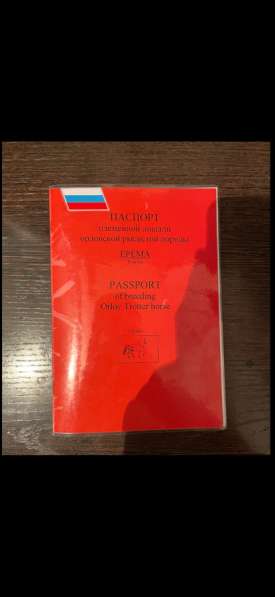 ПАСПОРТ
племенной лошади
орловской рысистой породы
ЕРЕМА
PASSPORT
of breeding
Orlov Trotter horse